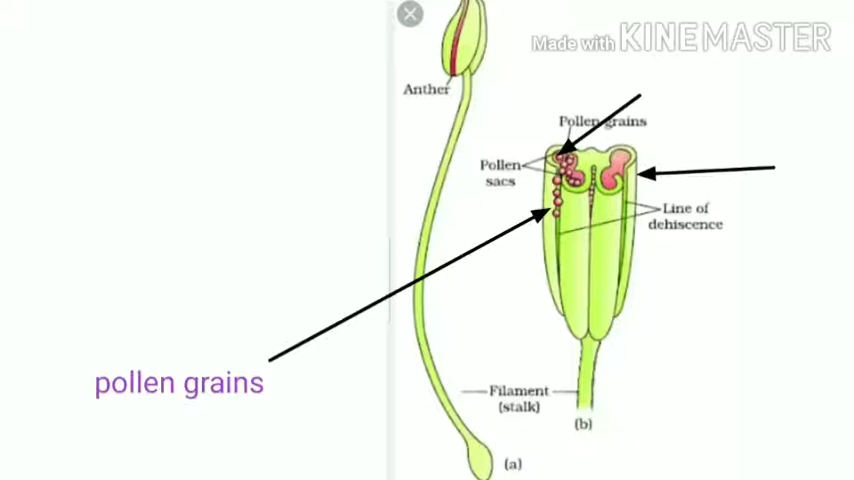 Made with KINEMASTER
Anther
Pollen grains
Pollen
sacs
Line of
dehiscence
pollen grains
Filament
(stalk)
(b)
(a)